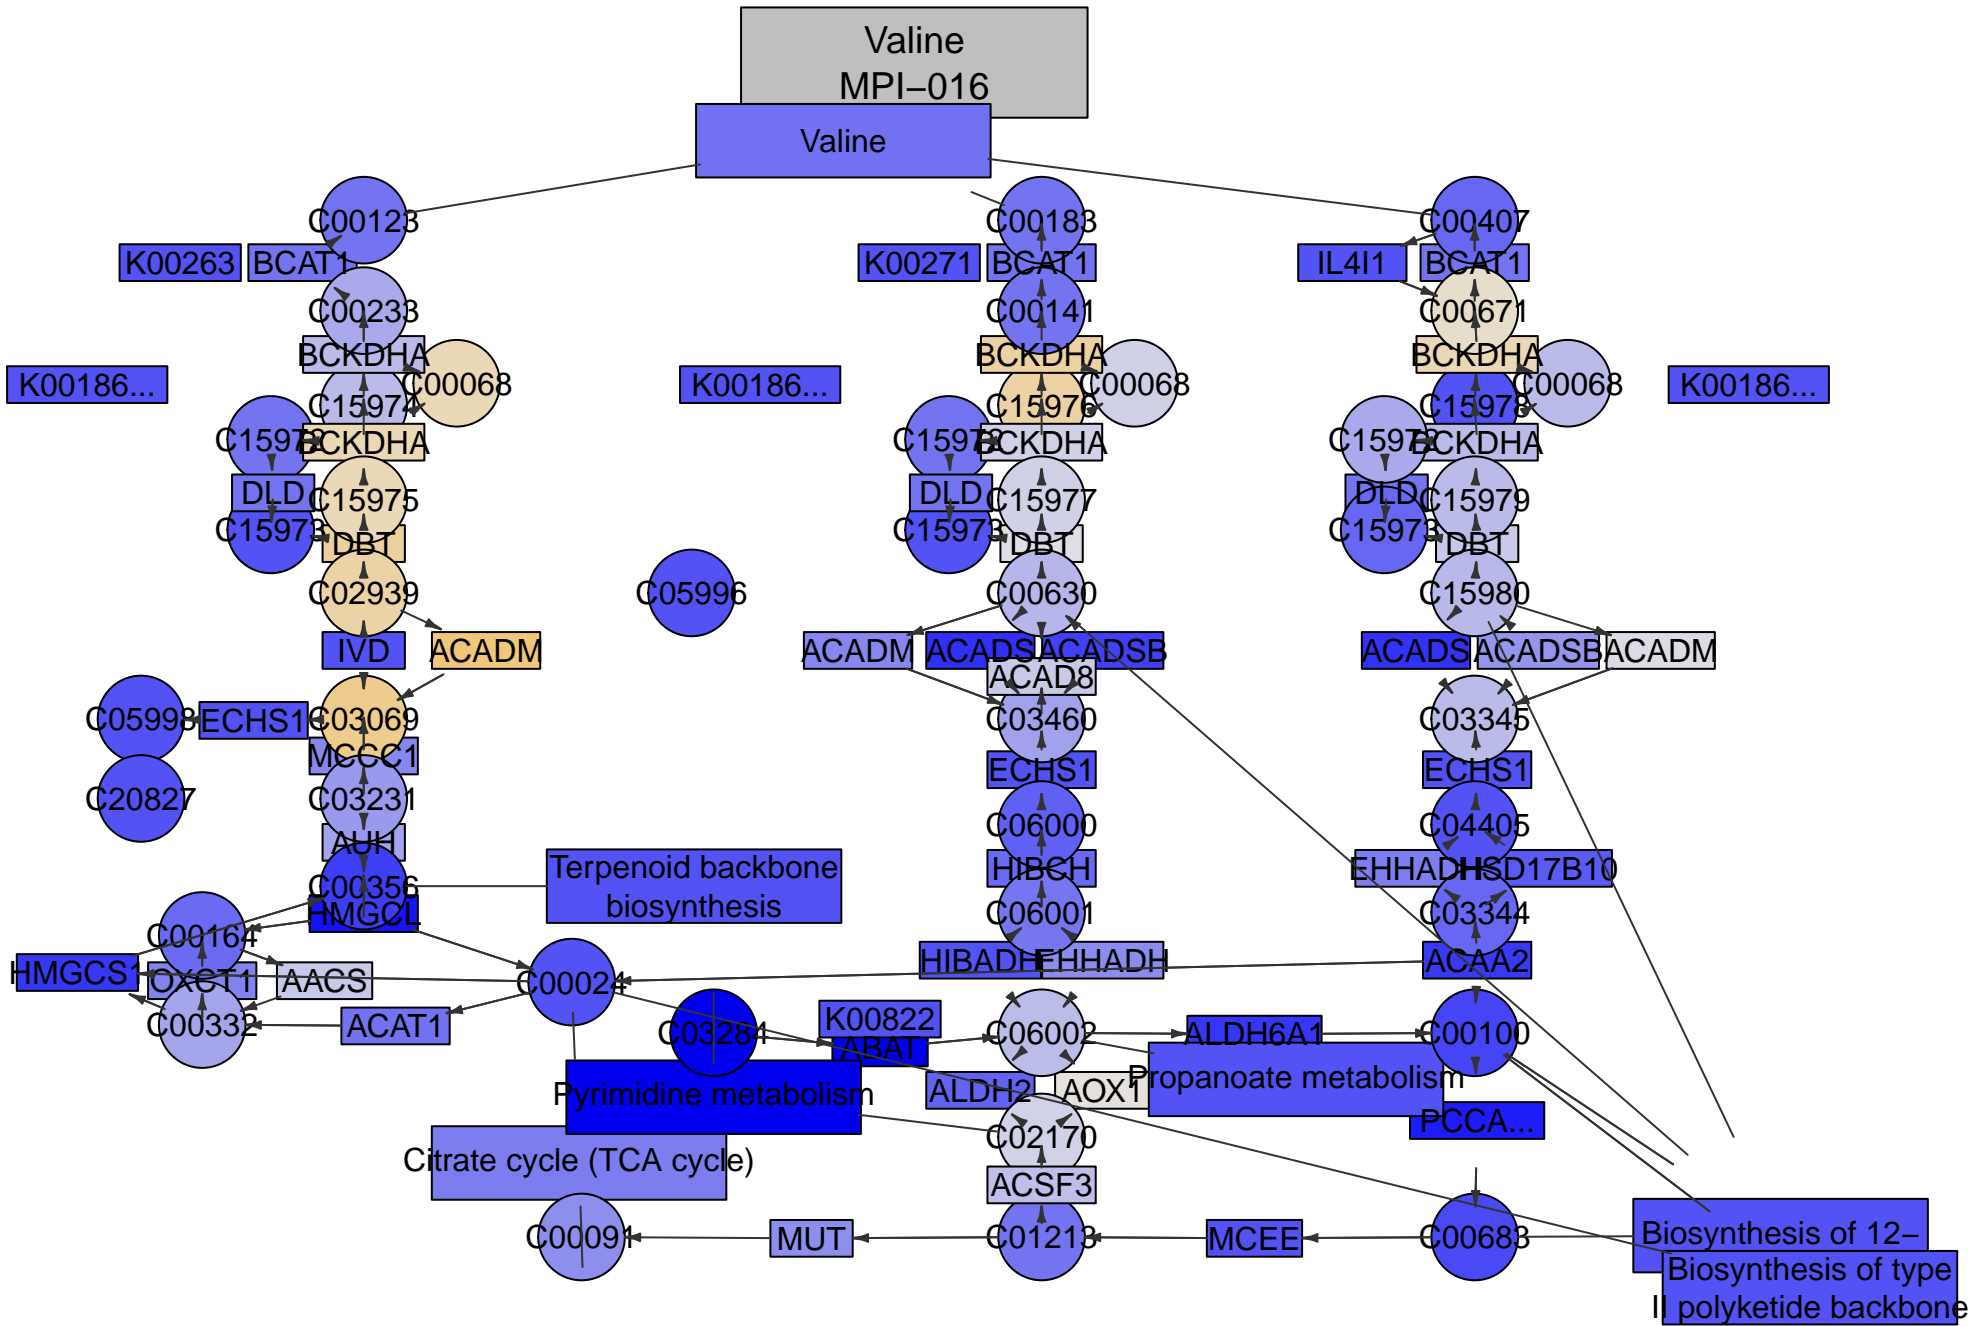 Valine
MPI−016
Valine
C00123
C00183
C00407
K00263
BCAT1
K00271
BCAT1
IL4I1
BCAT1
C00233
C00141
C00671
BCKDHA
BCKDHA
BCKDHA
K00186...
C00068
K00186...
C00068
C00068
K00186...
C15974
C15976
C15978
C15972
BCKDHA
C15972
BCKDHA
C15972
BCKDHA
DLD
C15975
DLD
C15977
DLD
C15979
C15973
DBT
C15973
DBT
C15973
DBT
C02939
C05996
C00630
C15980
IVD
ACADM
ACADM
ACADS
ACADSB
ACADS
ACADSB
ACADM
ACAD8
C05998
ECHS1
C03069
C03460
C03345
MCCC1
ECHS1
ECHS1
C20827
C03231
C06000
C04405
AUH
HIBCH
EHHADH
HSD17B10
C00356
Terpenoid backbone
biosynthesis
HMGCL
C06001
C03344
C00164
HMGCS1
OXCT1
AACS
C00024
HIBADH
EHHADH
ACAA2
C00332
ACAT1
C03284
K00822
ABAT
C06002
ALDH6A1
C00100
Pyrimidine metabolism
ALDH2
AOX1
Propanoate metabolism
PCCA...
C02170
Citrate cycle (TCA cycle)
ACSF3
C00091
MUT
C01213
MCEE
C00683
Biosynthesis of 12−
Biosynthesis of type
II polyketide backbone